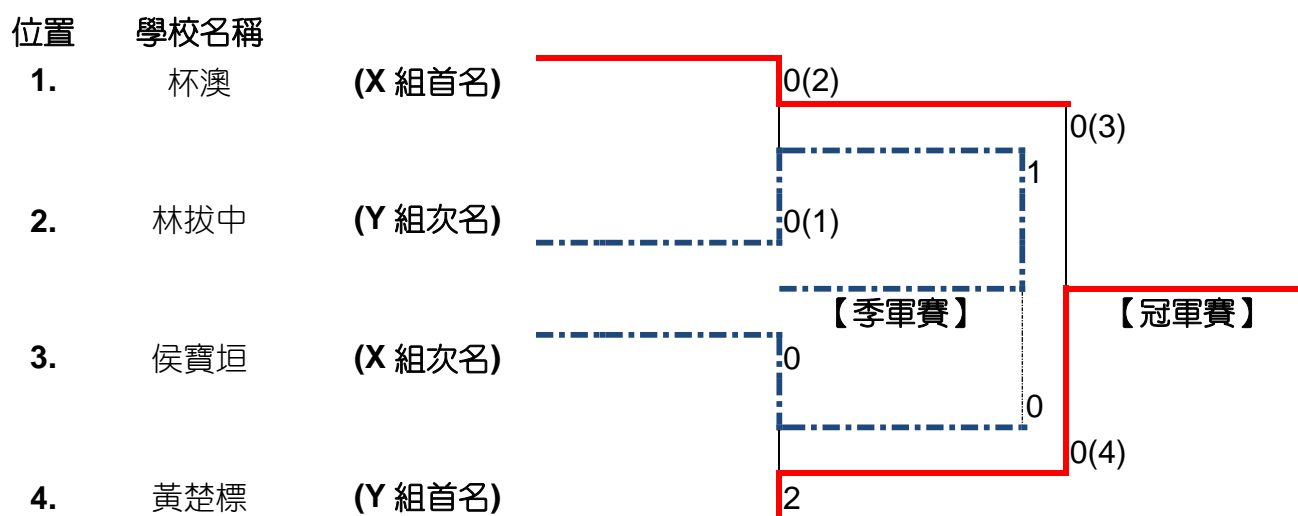 位置 學校名稱
1. 杯澳 (X 組首名) 0(2)
0(3)
1
2. 林拔中 (Y 組次名) 0(1)
【季軍賽】 【冠軍賽】
3. 侯寶垣 (X 組次名) 0
0
0(4)
4. 黃楚標 (Y 組首名) 2